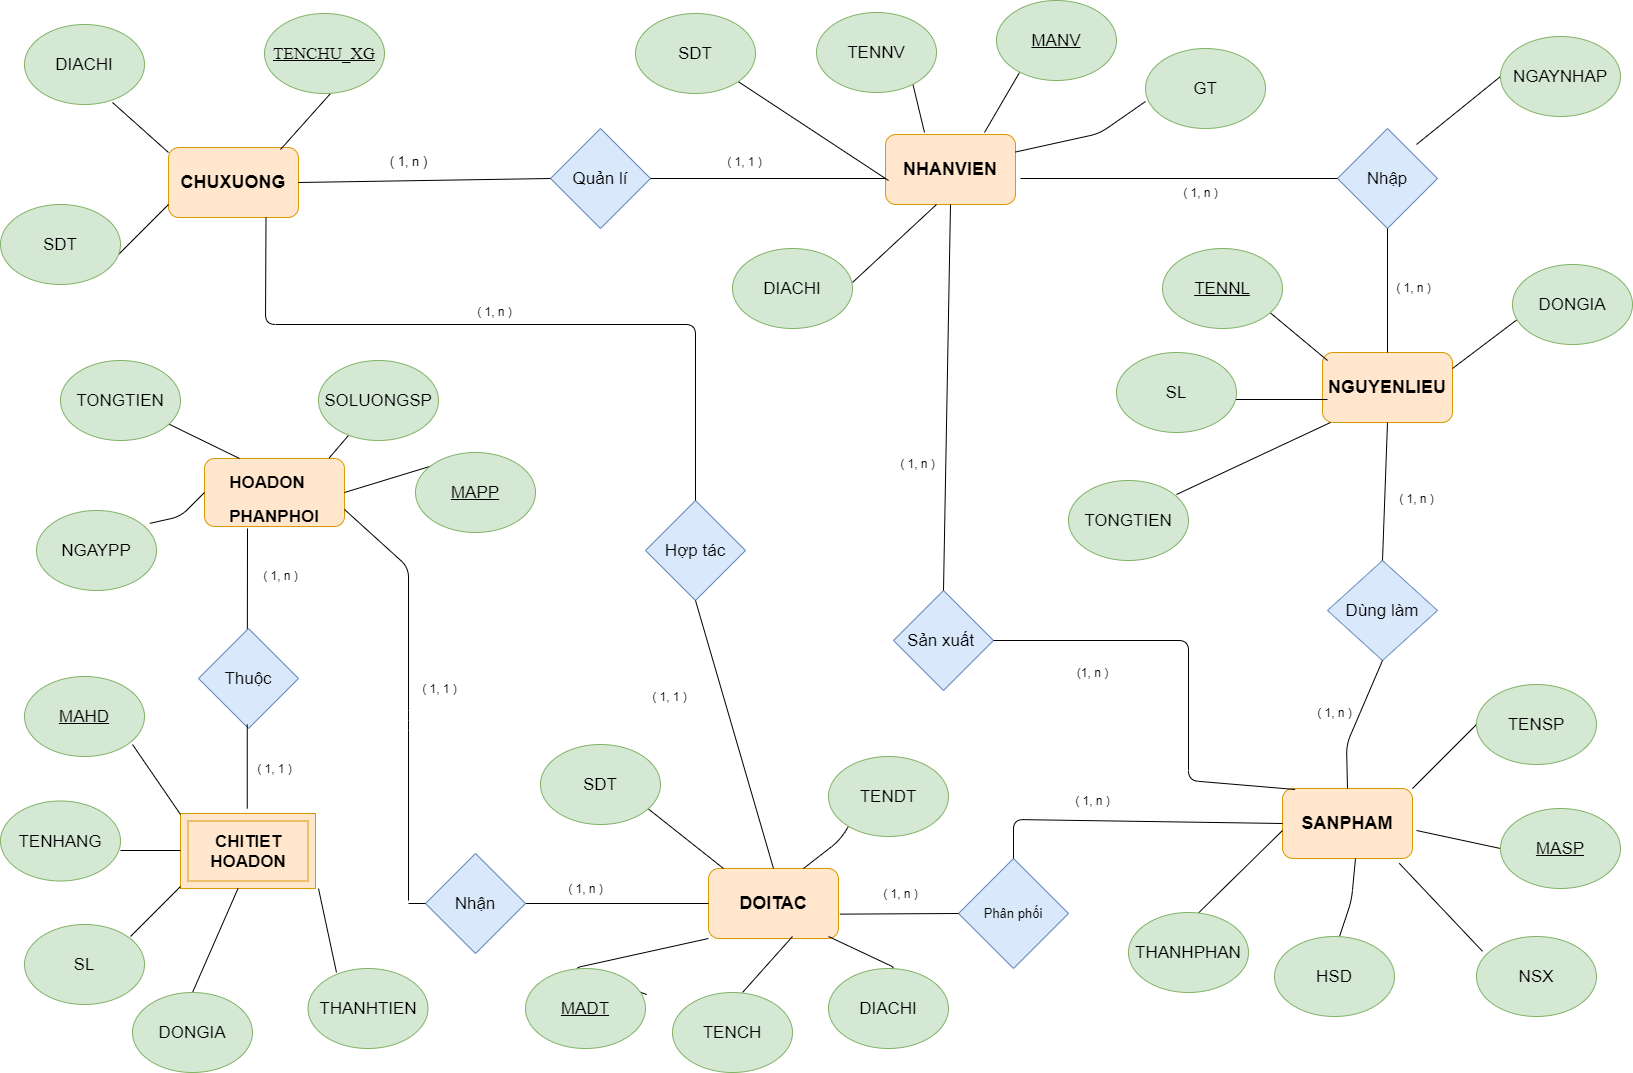 DIACHI
TENCHU_XG
SDT
TENNV
MANV
GT
NGAYNHAP
CHUXUONG
( 1, n )
Quản lí
( 1, 1 )
NHANVIEN
( 1, n )
Nhập
SDT
DIACHI
( 1, n )
TENNL
( 1, n )
DONGIA
NGUYENLIEU
SL
TONGTIEN
TONGTIEN
SOLUONGSP
HOADON
PHANPHOI
MAPP
NGAYPP
( 1, n )
( 1, n )
( 1, n )
Hợp tác
Sản xuất
Dùng làm
Thuộc
( 1, 1 )
( 1, 1 )
(1, n )
( 1, n )
MAHD
( 1, 1 )
TENHANG
CHITIET
HOADON
SL
DONGIA
THANHTIEN
SDT
TENDT
Nhận
( 1, n )
DOITAC
( 1, n )
Phân phối
( 1, n )
MADT
TENCH
DIACHI
SANPHAM
TENSP
MASP
THANHPHAN
HSD
NSX